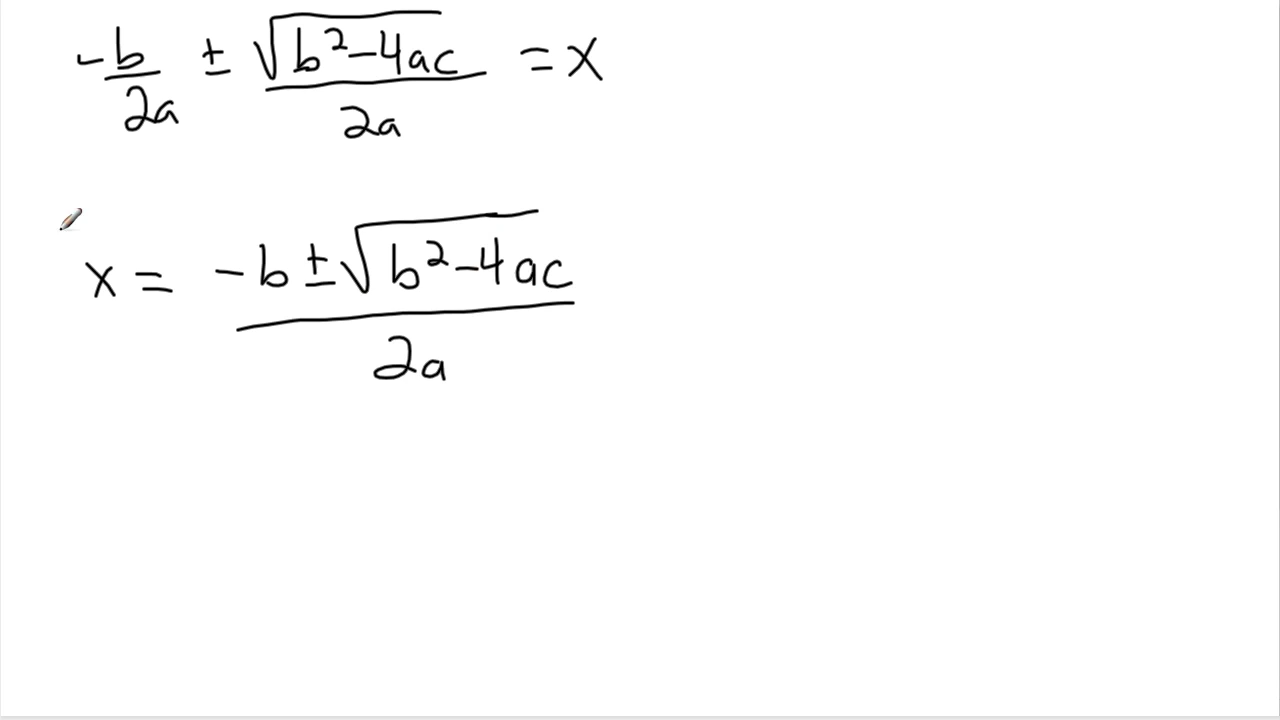 -b/2a ± √(b²-4ac)/2a = x
x = (-b ± √(b²-4ac))/2a